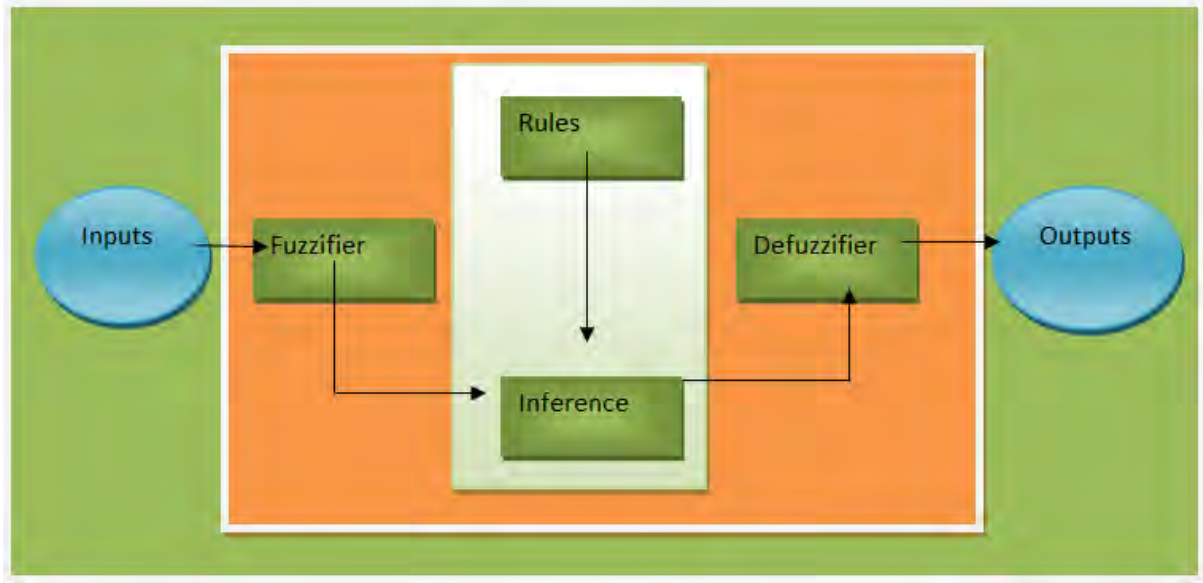 Rules
Inputs
Fuzzifier
Defuzzifier
Outputs
Inference